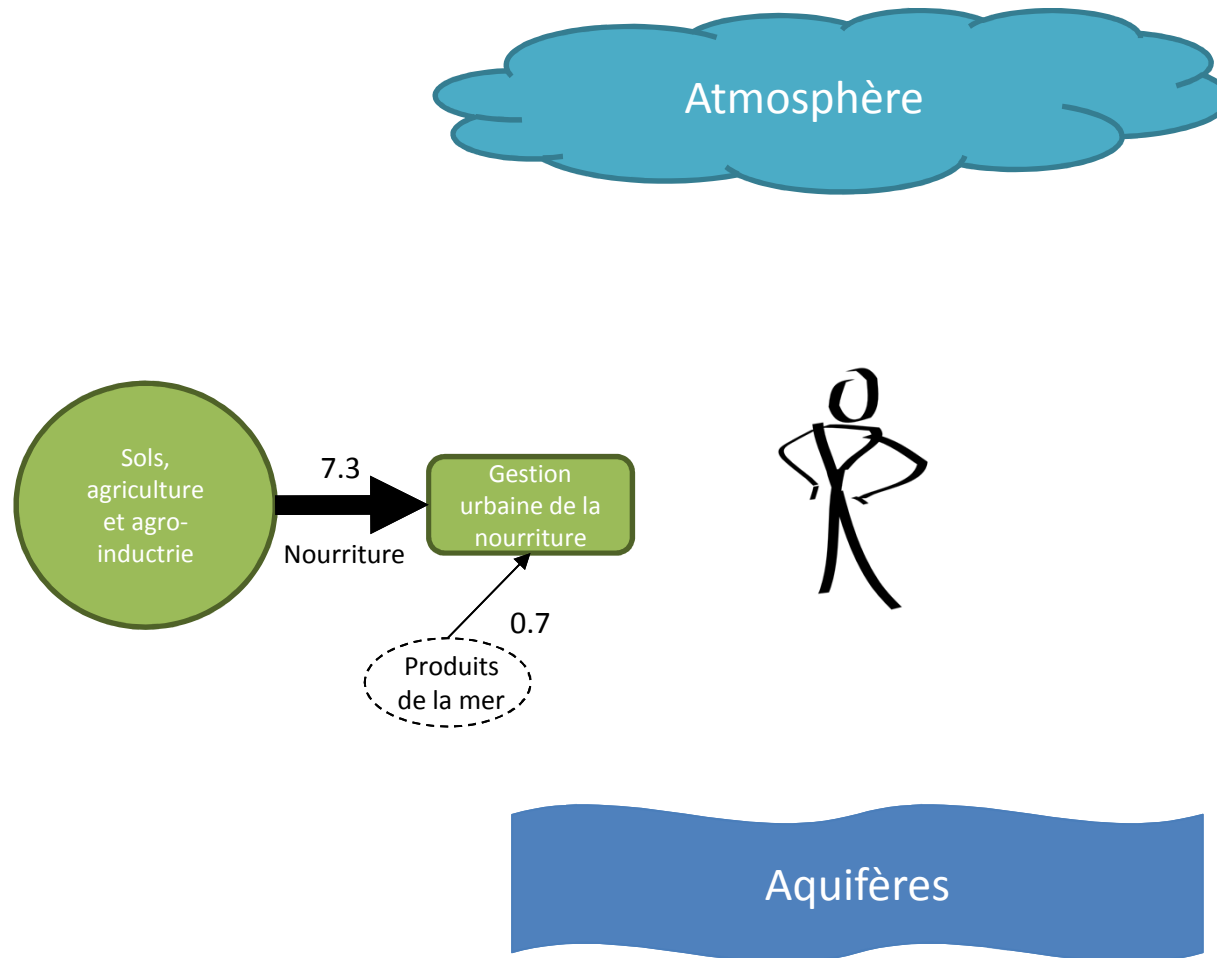 Atmosphère
Sols,
agriculture
et agro-
inductrie
7.3
Nourriture
Gestion
urbaine de la
nourriture
0.7
Produits
de la mer
Aquifères